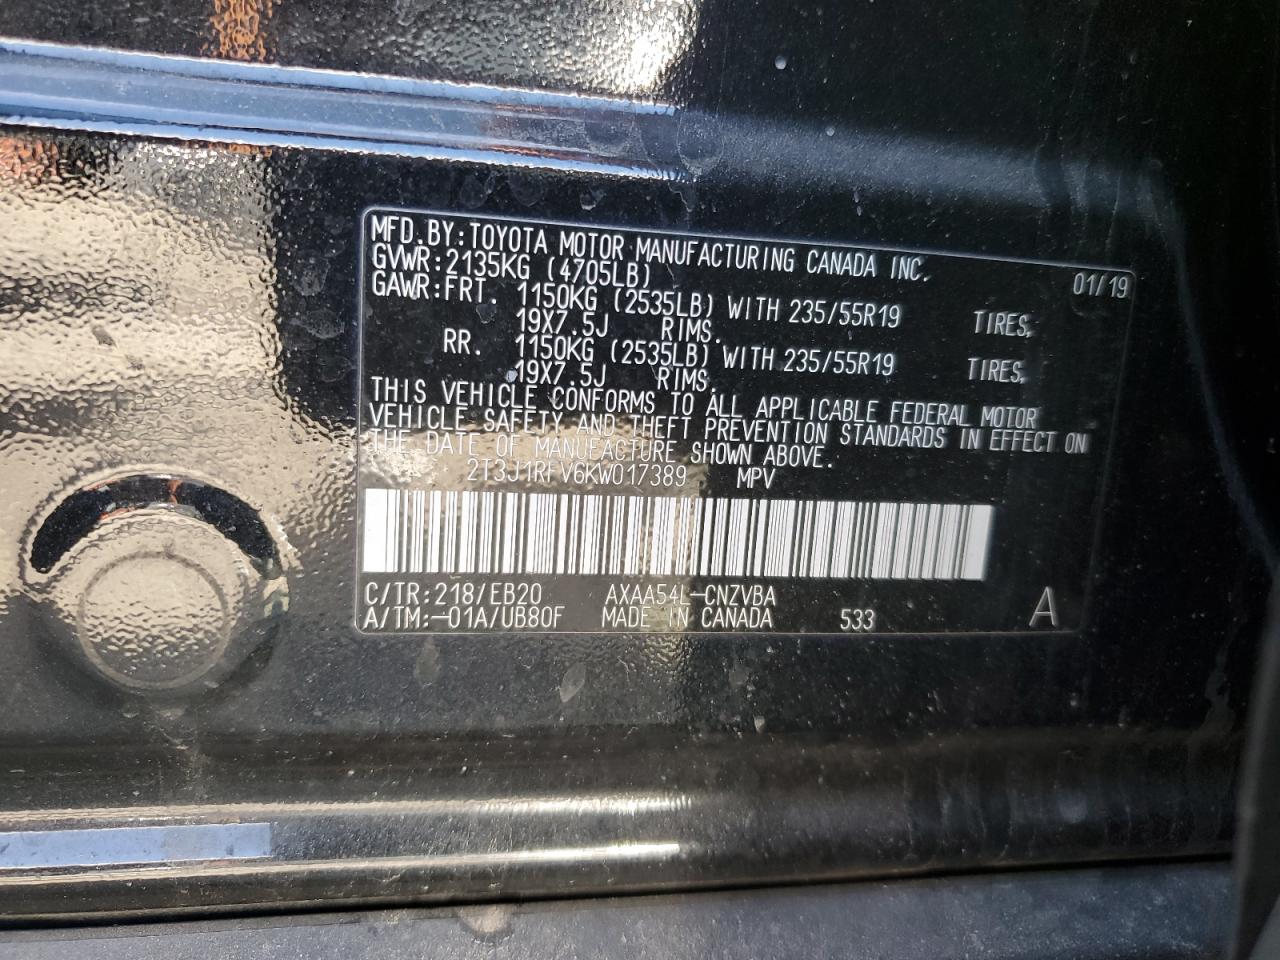 MFD.BY:TOYOTA MOTOR MANUFACTURING CANADA INC.
GVWR:2135KG (4705LB) 01/19
GAWR:FRT. 1150KG (2535LB) WITH 235/55R19 TIRES,
19X7.5J RIMS.
RR. 1150KG (2535LB) WITH 235/55R19 TIRES,
19X7.5J RIMS.
THIS VEHICLE CONFORMS TO ALL APPLICABLE FEDERAL MOTOR
VEHICLE SAFETY AND THEFT PREVENTION STANDARDS IN EFFECT ON
THE DATE OF MANUFACTURE SHOWN ABOVE.
2T3J1RFV6KW017389 MPV
C/TR:218/EB20 AXAA54L-CNZVBA
A/TM:-01A/UB80F MADE IN CANADA 533 A